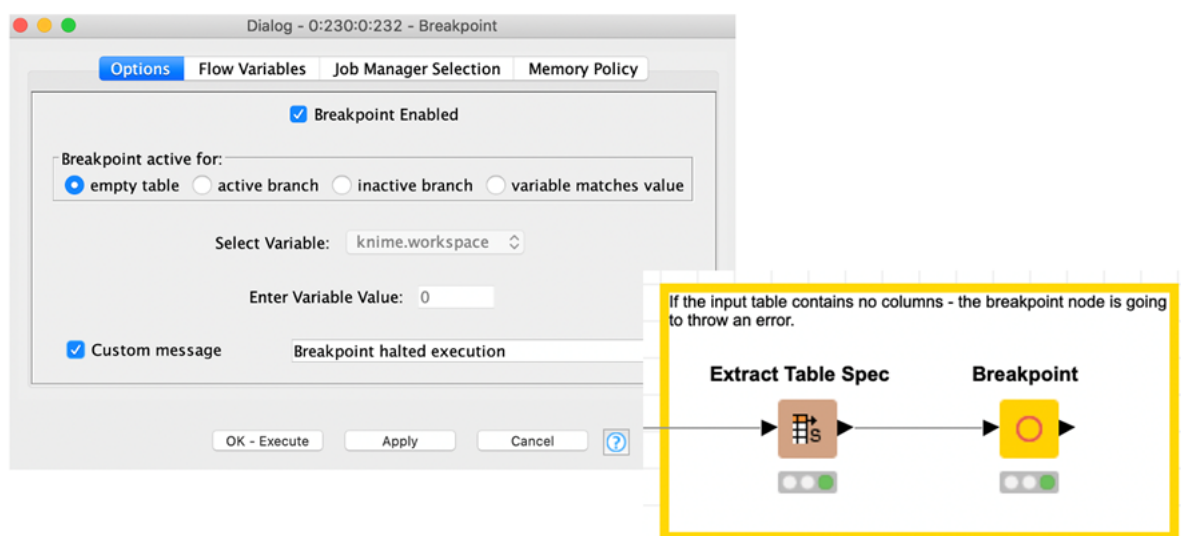 Dialog - 0:230:0:232 - Breakpoint
Options Flow Variables Job Manager Selection Memory Policy
Breakpoint Enabled
Breakpoint active for:
empty table active branch inactive branch variable matches value
Select Variable: knime.workspace
Enter Variable Value: 0
Custom message Breakpoint halted execution
OK - Execute Apply Cancel ?
If the input table contains no columns - the breakpoint node is going
to throw an error.
Extract Table Spec Breakpoint
S